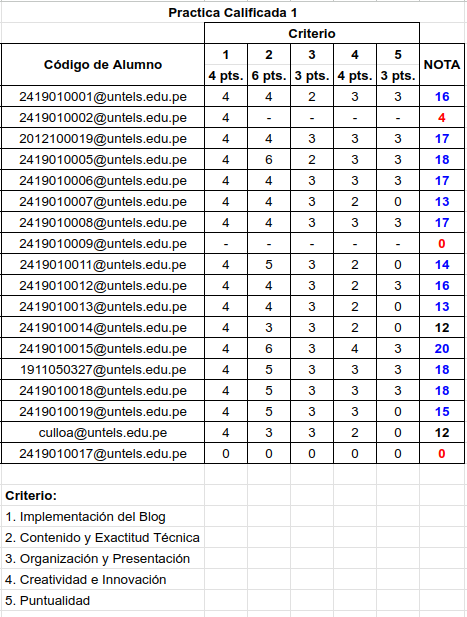 Practica Calificada 1
Criterio
Código de Alumno 1 2 3 4 5 NOTA
4 pts. 6 pts. 3 pts. 4 pts. 3 pts.
2419010001@untels.edu.pe 4 4 2 3 3 16
2419010002@untels.edu.pe 4 - - - - 4
2012100019@untels.edu.pe 4 4 3 3 3 17
2419010005@untels.edu.pe 4 6 2 3 3 18
2419010006@untels.edu.pe 4 4 3 3 3 17
2419010007@untels.edu.pe 4 4 3 2 0 13
2419010008@untels.edu.pe 4 4 3 3 3 17
2419010009@untels.edu.pe - - - - - 0
2419010011@untels.edu.pe 4 5 3 2 0 14
2419010012@untels.edu.pe 4 4 3 2 3 16
2419010013@untels.edu.pe 4 4 3 2 0 13
2419010014@untels.edu.pe 4 3 3 2 0 12
2419010015@untels.edu.pe 4 6 3 4 3 20
1911050327@untels.edu.pe 4 5 3 3 3 18
2419010018@untels.edu.pe 4 5 3 3 3 18
2419010019@untels.edu.pe 4 5 3 3 0 15
culloa@untels.edu.pe 4 3 3 2 0 12
2419010017@untels.edu.pe 0 0 0 0 0 0
Criterio:
1. Implementación del Blog
2. Contenido y Exactitud Técnica
3. Organización y Presentación
4. Creatividad e Innovación
5. Puntualidad